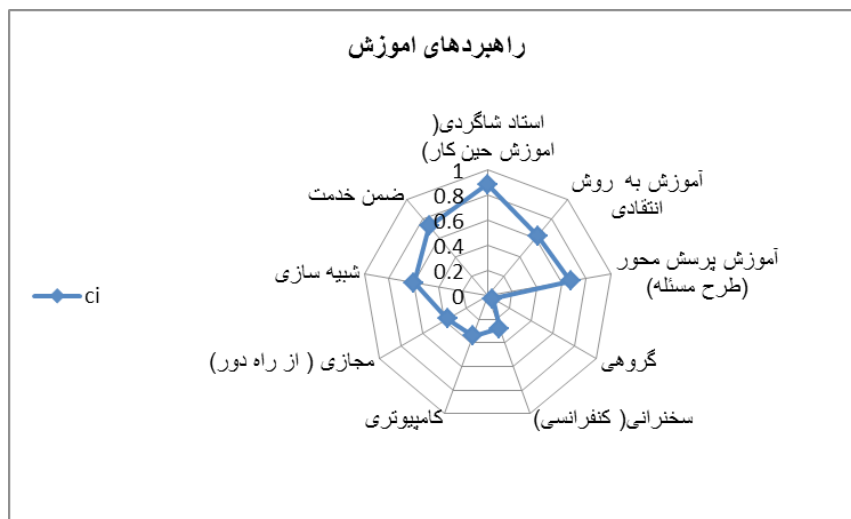 راهبردهای اموزش
استاد شاگردی(
اموزش حین کار)
آموزش به روش
انتقادی
آموزش پرسش محور
(طرح مسئله)
گروهی
سخنرانی( کنفرانسی)
کامپیوتری
مجازی ( از راه دور)
شبیه سازی
ضمن خدمت
1
0.8
0.6
0.4
0.2
0
ci